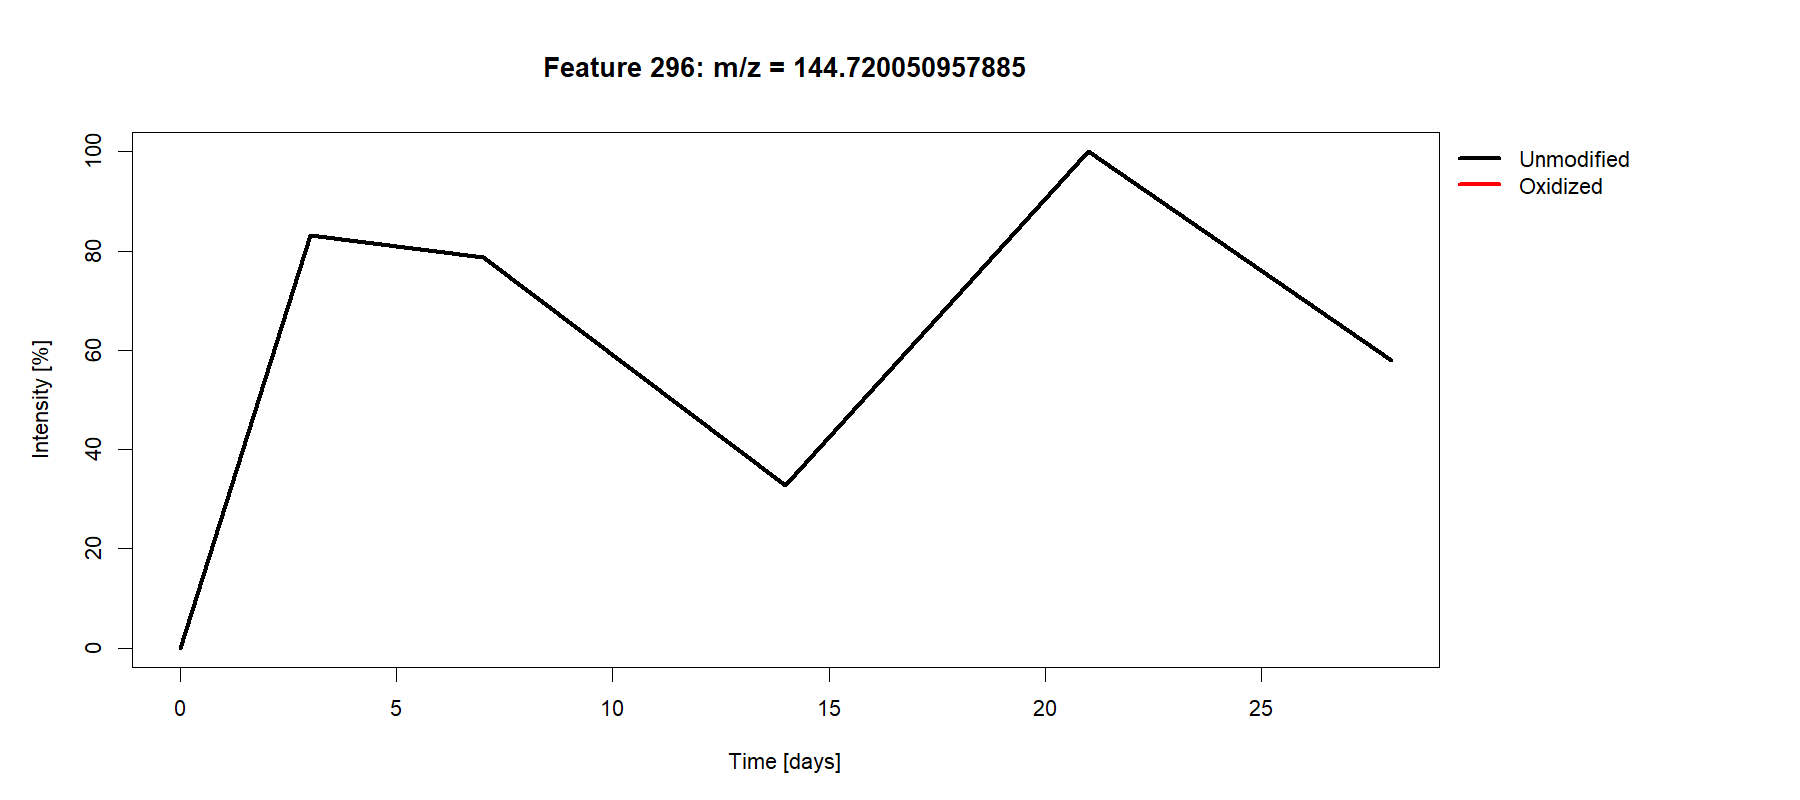 Feature 296: m/z = 144.720050957885
Unmodified
Oxidized
Intensity [%]
100
80
60
40
20
0
0 5 10 15 20 25
Time [days]